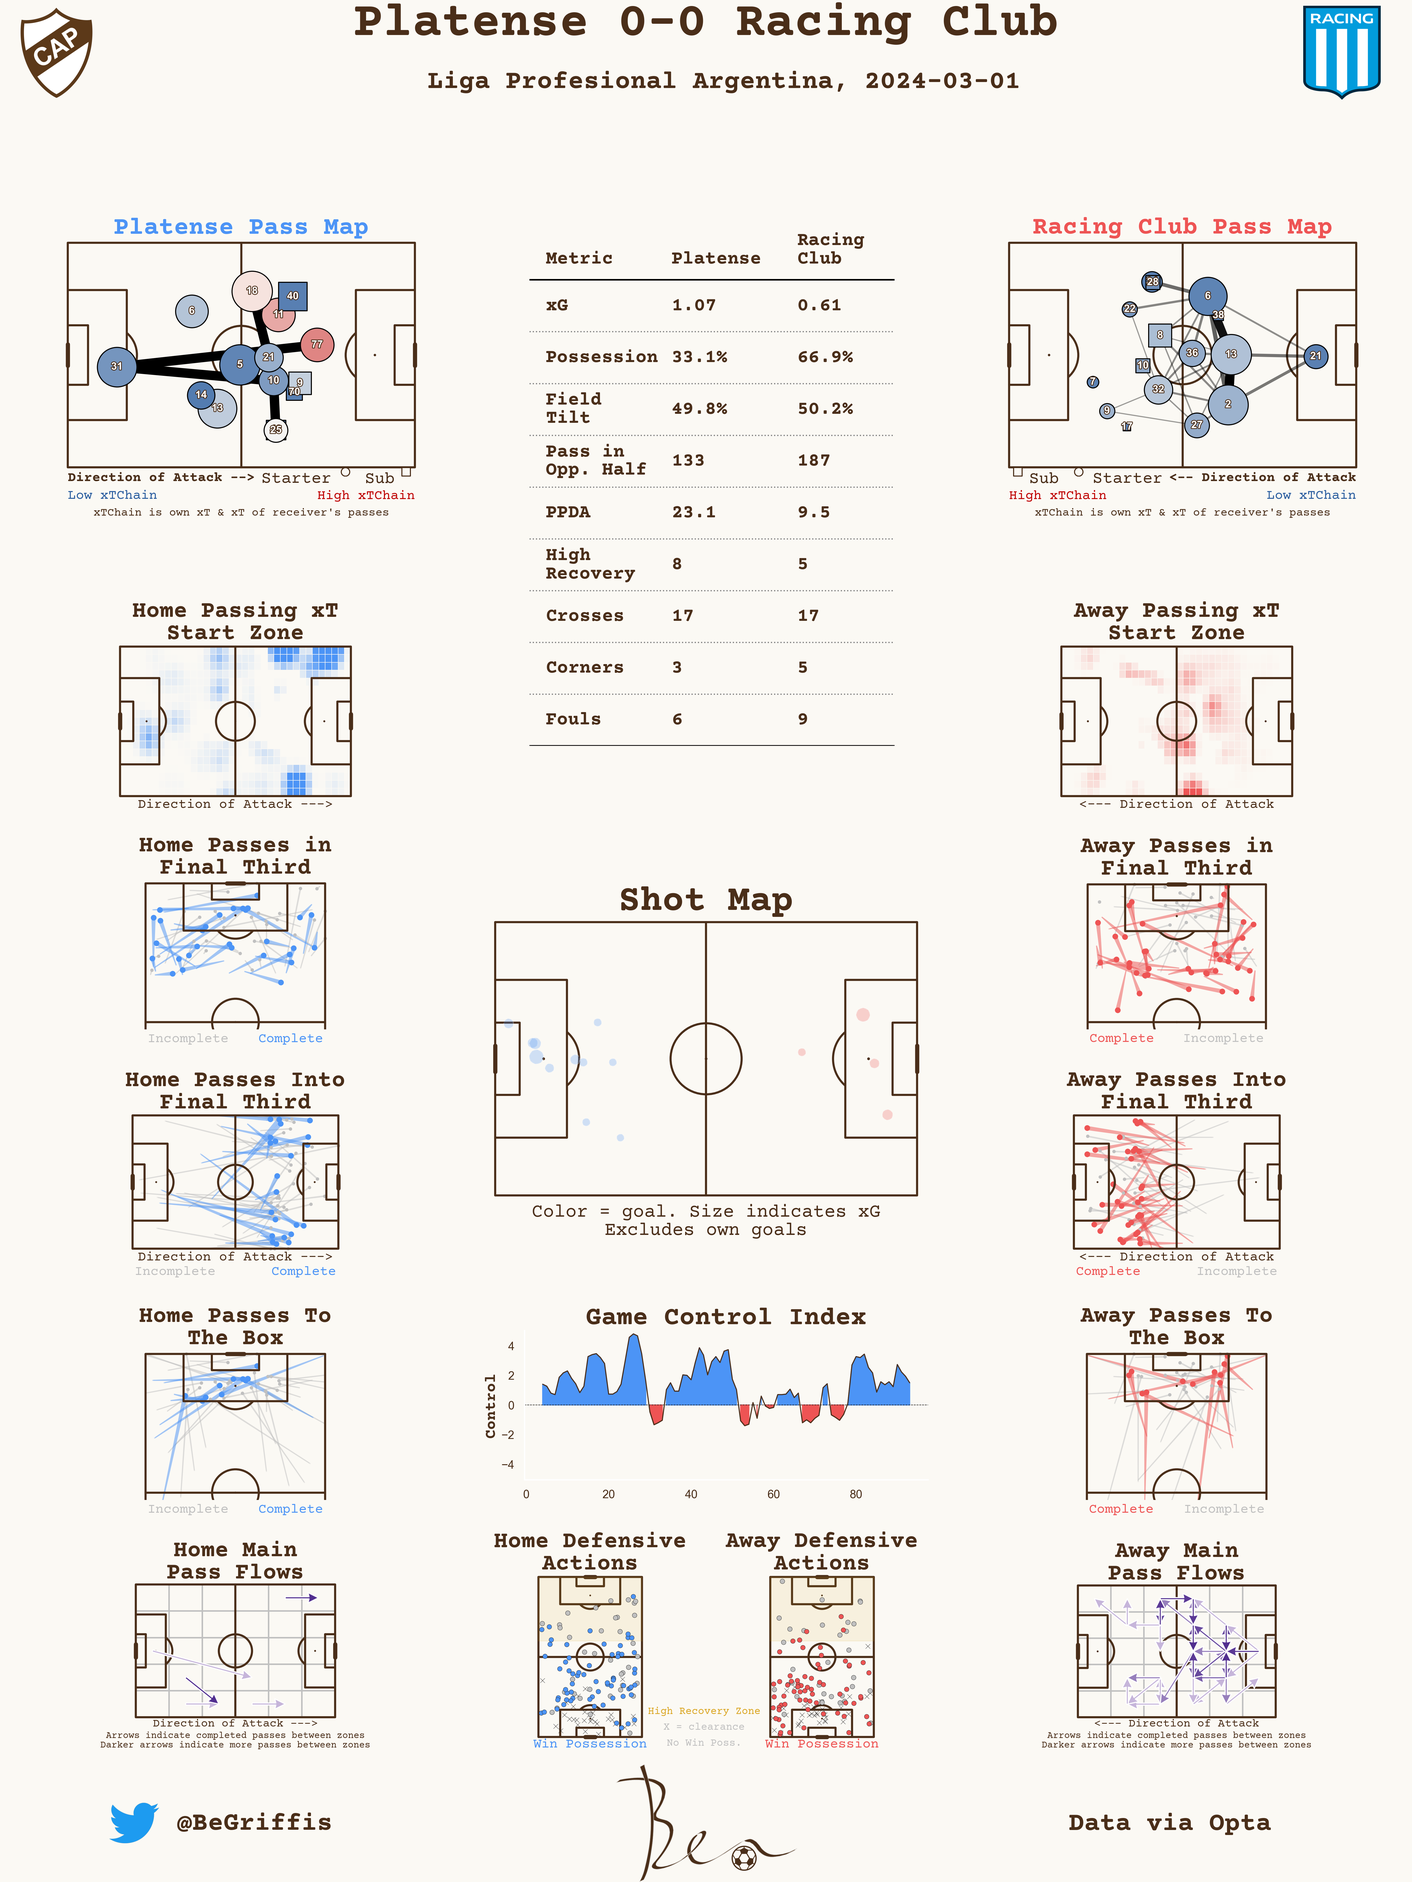 Platense 0-0 Racing Club
Liga Profesional Argentina, 2024-03-01
CAP
RACING
Platense Pass Map
18
40
11
6
77
21
31
5
10
9
70
14
13
25
Direction of Attack --> Starter Sub
Low xTChain High xTChain
xTChain is own xT & xT of receiver's passes
Metric Platense Racing Club
xG 1.07 0.61
Possession 33.1% 66.9%
Field Tilt 49.8% 50.2%
Pass in Opp. Half 133 187
PPDA 23.1 9.5
High Recovery 8 5
Crosses 17 17
Corners 3 5
Fouls 6 9
Racing Club Pass Map
28
6
22
38
8
36
13
21
10
7
32
2
9
17
27
Sub Starter <-- Direction of Attack
High xTChain Low xTChain
xTChain is own xT & xT of receiver's passes
Home Passing xT
Start Zone
Direction of Attack --->
Away Passing xT
Start Zone
<--- Direction of Attack
Home Passes in
Final Third
Incomplete Complete
Away Passes in
Final Third
Complete Incomplete
Shot Map
Color = goal. Size indicates xG
Excludes own goals
Home Passes Into
Final Third
Direction of Attack --->
Incomplete Complete
Away Passes Into
Final Third
<--- Direction of Attack
Complete Incomplete
Home Passes To
The Box
Incomplete Complete
Game Control Index
Control
4
2
0
−2
−4
0 20 40 60 80
Away Passes To
The Box
Complete Incomplete
Home Main
Pass Flows
Direction of Attack --->
Arrows indicate completed passes between zones
Darker arrows indicate more passes between zones
Home Defensive
Actions
Win Possession
Away Defensive
Actions
Win Possession
High Recovery Zone
X = clearance
No Win Poss.
Away Main
Pass Flows
<--- Direction of Attack
Arrows indicate completed passes between zones
Darker arrows indicate more passes between zones
@BeGriffis
Ben
Data via Opta